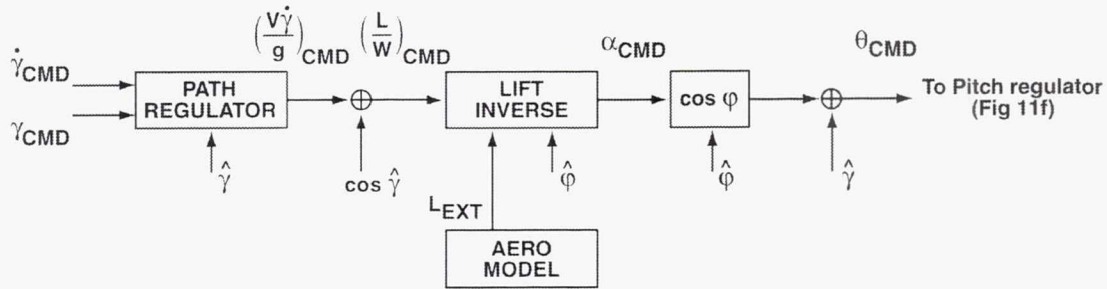 (Vγ̇/g)CMD
(L/W)CMD
αCMD
θCMD
γ̇CMD
γCMD
PATH
REGULATOR
⊕
LIFT
INVERSE
cos φ
⊕
To Pitch regulator
(Fig 11f)
γ̂
cos γ̂
φ̂
φ̂
γ̂
LEXT
AERO
MODEL